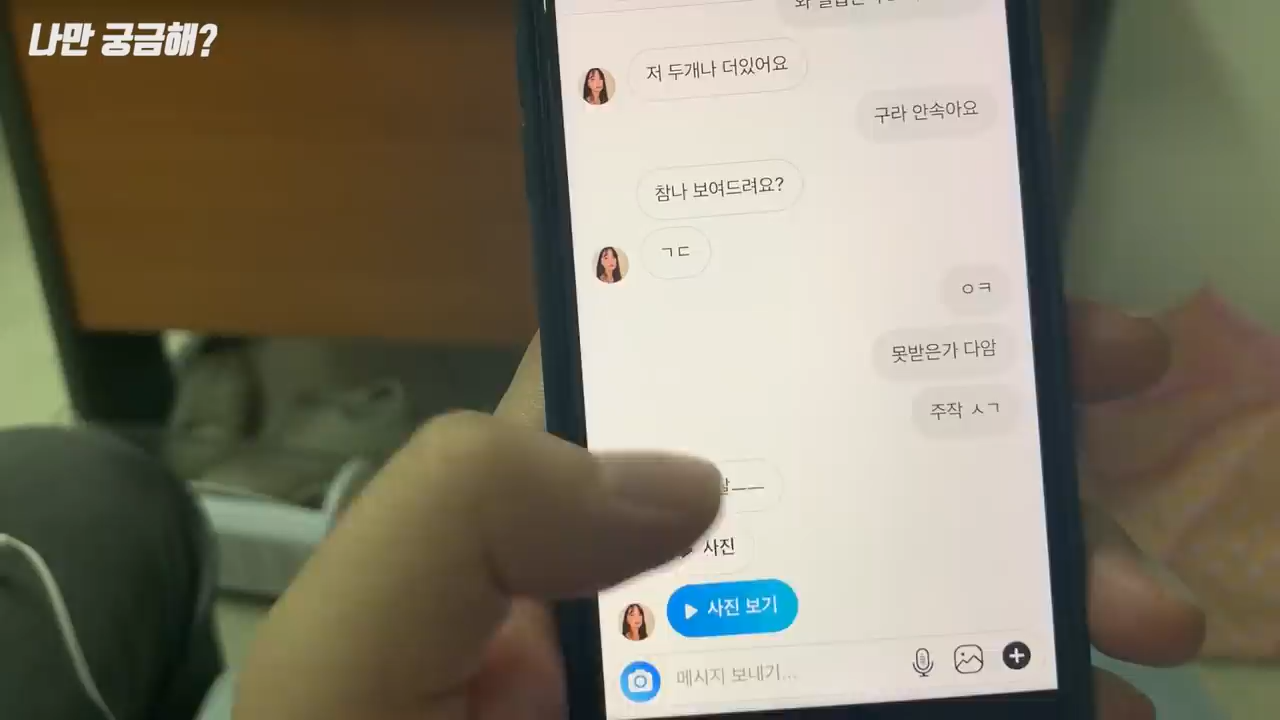 나만 궁금해?
저 두개나 더있어요
구라 안속아요
참나 보여드려요?
ㄱㄷ
ㅇㅋ
못받은가 다암
주작 ㅅㄱ
사진
사진 보기
메시지 보내기...